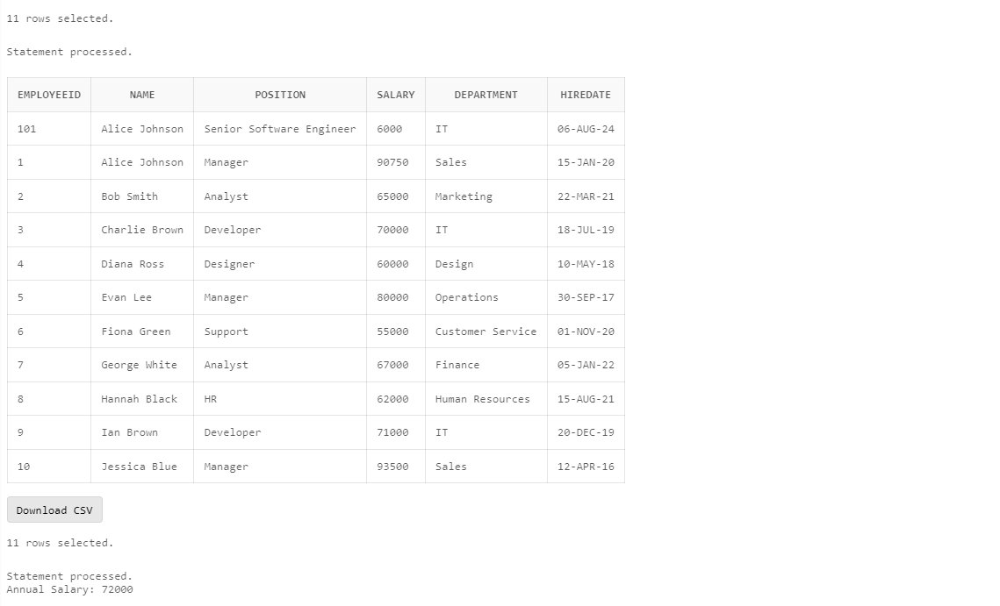 11 rows selected.
Statement processed.
EMPLOYEEID NAME POSITION SALARY DEPARTMENT HIREDATE
101 Alice Johnson Senior Software Engineer 6000 IT 06-AUG-24
1 Alice Johnson Manager 90750 Sales 15-JAN-20
2 Bob Smith Analyst 65000 Marketing 22-MAR-21
3 Charlie Brown Developer 70000 IT 18-JUL-19
4 Diana Ross Designer 60000 Design 10-MAY-18
5 Evan Lee Manager 80000 Operations 30-SEP-17
6 Fiona Green Support 55000 Customer Service 01-NOV-20
7 George White Analyst 67000 Finance 05-JAN-22
8 Hannah Black HR 62000 Human Resources 15-AUG-21
9 Ian Brown Developer 71000 IT 20-DEC-19
10 Jessica Blue Manager 93500 Sales 12-APR-16
Download CSV
11 rows selected.
Statement processed.
Annual Salary: 72000